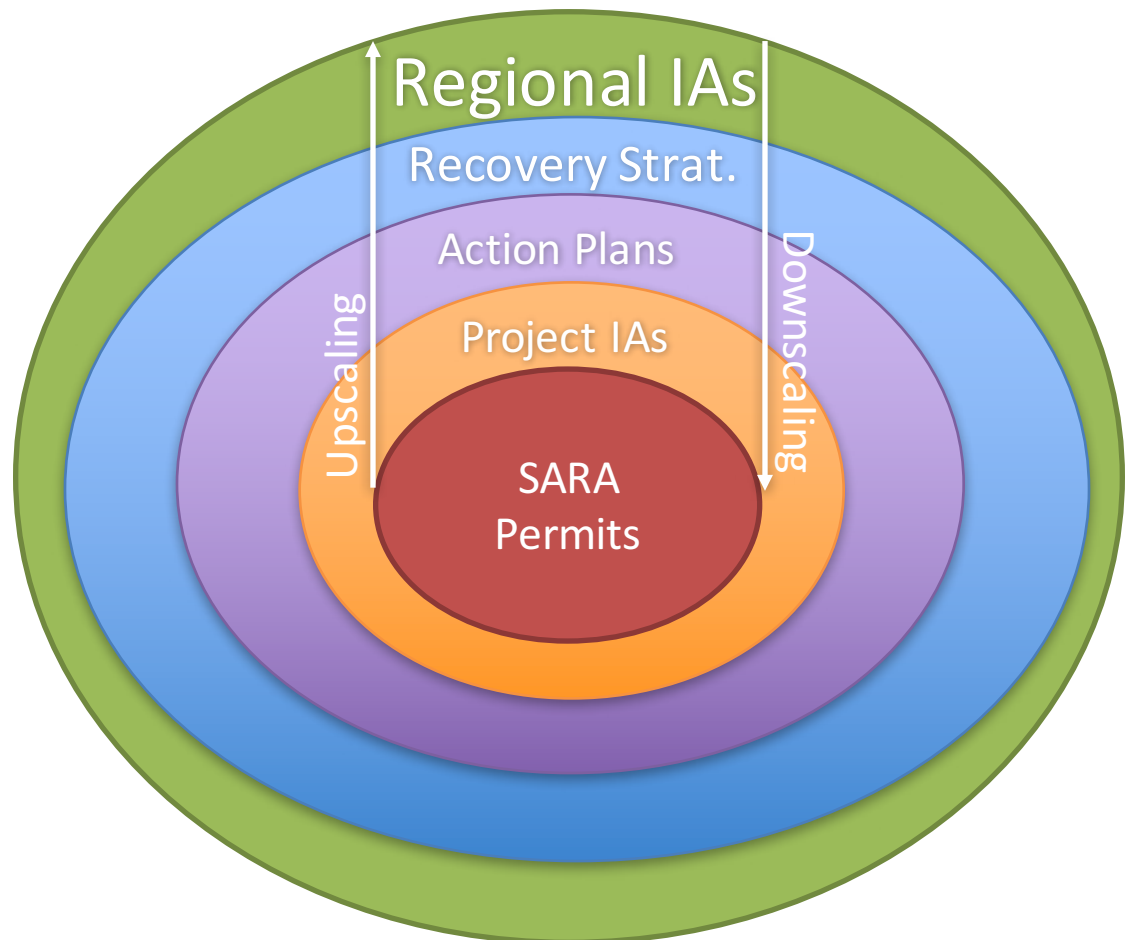 Regional IAs
Recovery Strat.
Action Plans
Project IAs
SARA
Permits
Upscaling
Downscaling